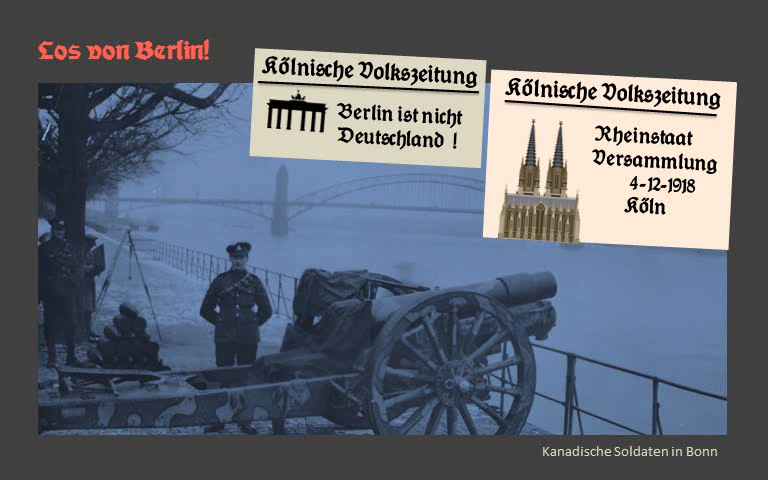 Los von Berlin!
Kölnische Volkszeitung
Berlin ist nicht
Deutschland !
Kölnische Volkszeitung
Rheinstaat
Versammlung
4-12-1918
Köln
Kanadische Soldaten in Bonn